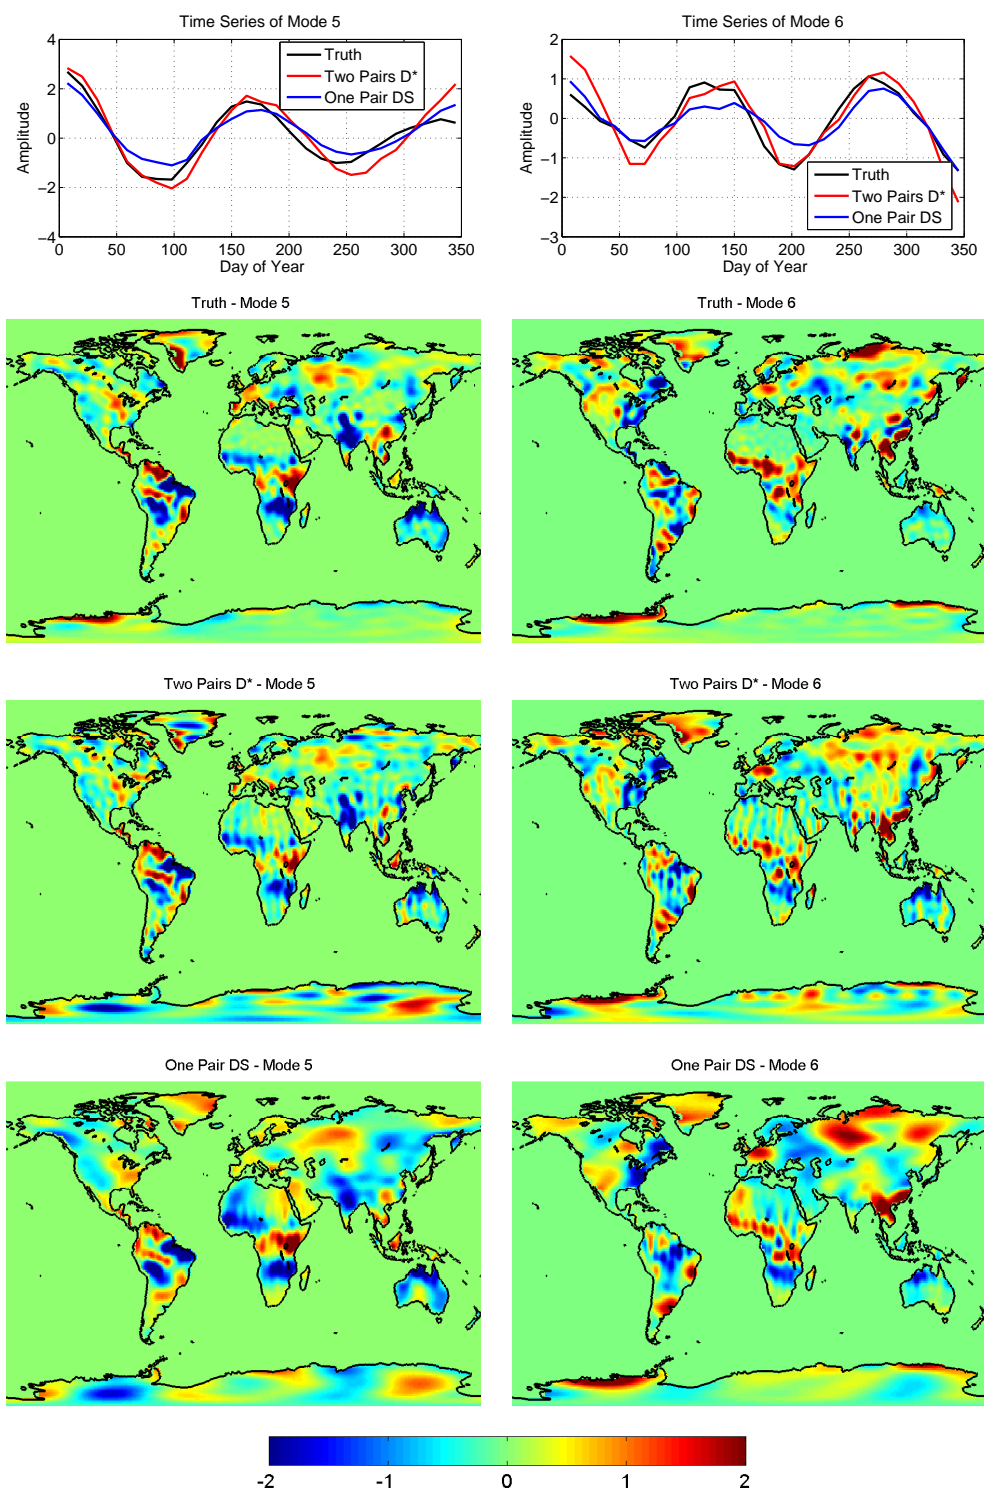 Time Series of Mode 5
4
2
0
−2
−4
Amplitude
Truth
Two Pairs D*
One Pair DS
0 50 100 150 200 250 300 350
Day of Year
Time Series of Mode 6
2
1
0
−1
−2
−3
Amplitude
Truth
Two Pairs D*
One Pair DS
0 50 100 150 200 250 300 350
Day of Year
Truth - Mode 5
Truth - Mode 6
Two Pairs D* - Mode 5
Two Pairs D* - Mode 6
One Pair DS - Mode 5
One Pair DS - Mode 6
-2 -1 0 1 2